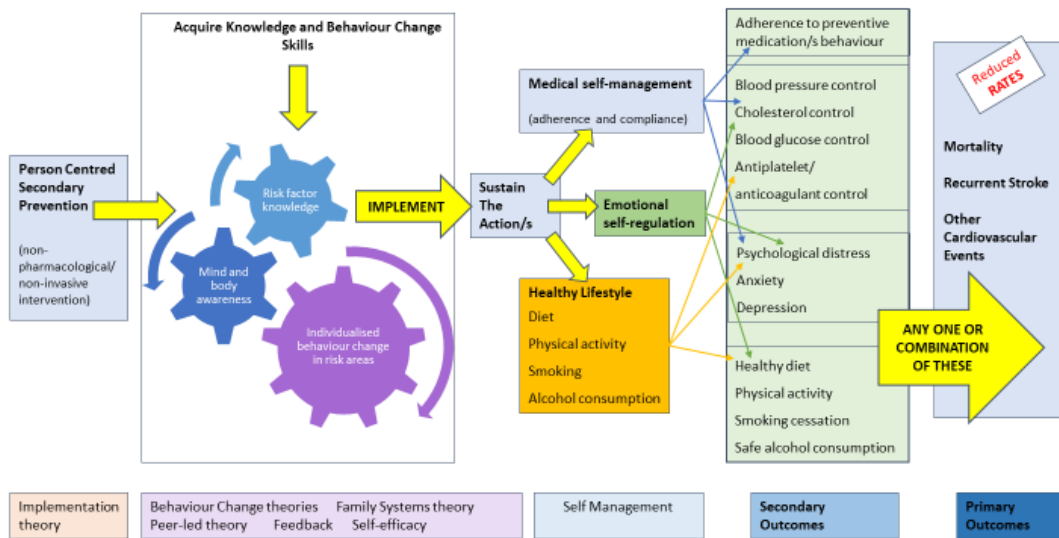 Acquire Knowledge and Behaviour Change
Skills
Person Centred
Secondary
Prevention
(non-
pharmacological/
non-invasive
intervention)
Risk factor
knowledge
Mind and
body
awareness
Individualised
behaviour change
in risk areas
IMPLEMENT
Sustain
The
Action/s
Medical self-management
(adherence and compliance)
Emotional
self-regulation
Healthy Lifestyle
Diet
Physical activity
Smoking
Alcohol consumption
Adherence to preventive
medication/s behaviour
Blood pressure control
Cholesterol control
Blood glucose control
Antiplatelet/
anticoagulant control
Psychological distress
Anxiety
Depression
Healthy diet
Physical activity
Smoking cessation
Safe alcohol consumption
ANY ONE OR
COMBINATION
OF THESE
Reduced
RATES
Mortality
Recurrent Stroke
Other
Cardiovascular
Events
Implementation
theory
Behaviour Change theories Family Systems theory
Peer-led theory Feedback Self-efficacy
Self Management
Secondary
Outcomes
Primary
Outcomes